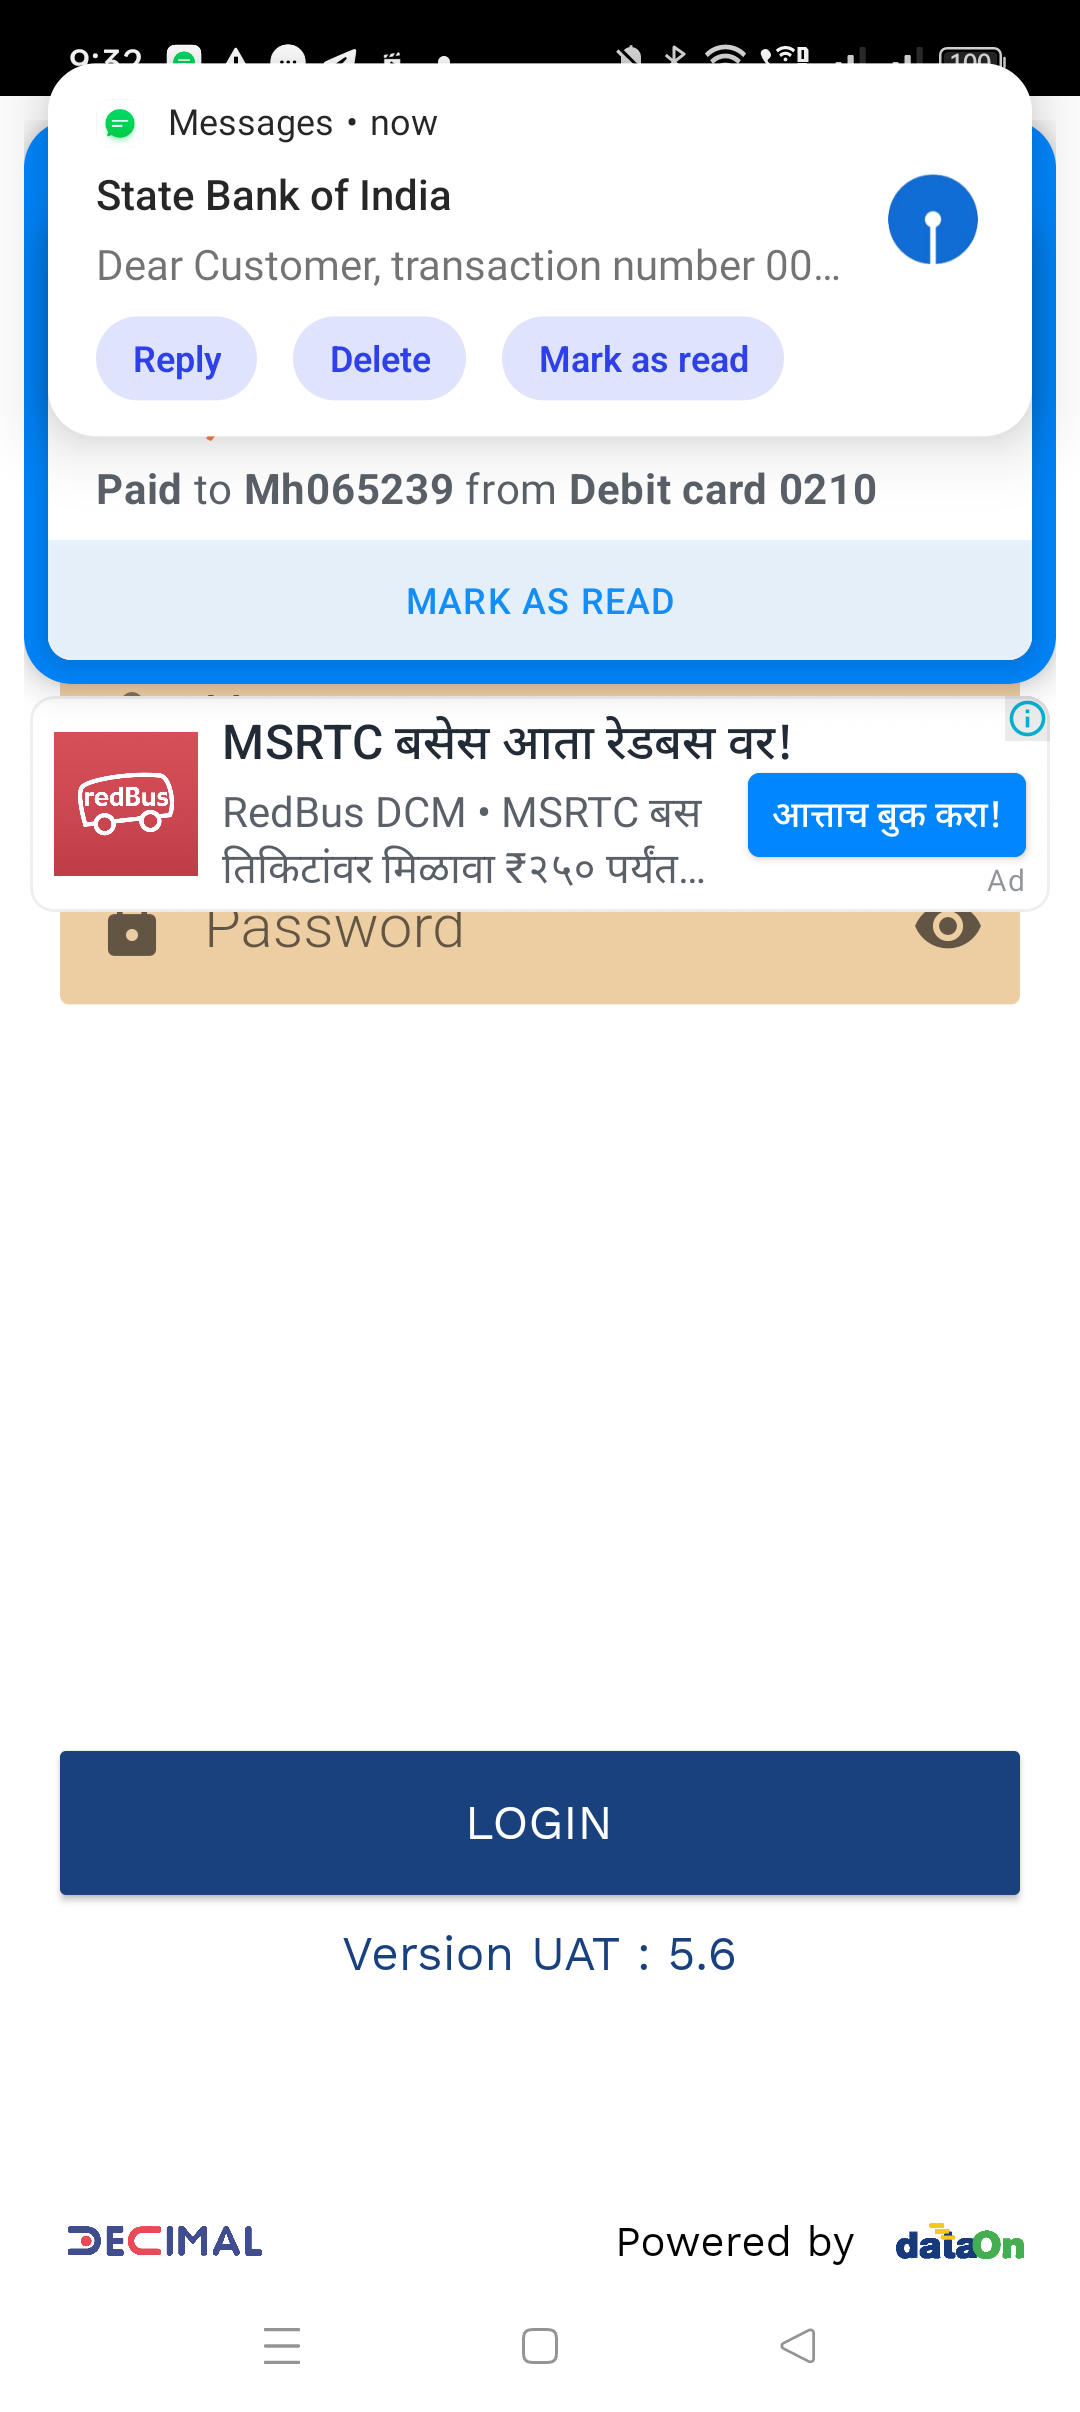 9:32
100
Messages • now
State Bank of India
Dear Customer, transaction number 00...
Reply Delete Mark as read
Paid to Mh065239 from Debit card 0210
MARK AS READ
MSRTC बसेस आता रेडबस वर!
redBus
RedBus DCM • MSRTC बस
तिकिटांवर मिळावा ₹२५० पर्यंत...
आत्ताच बुक करा!
Ad
Password
LOGIN
Version UAT : 5.6
DECIMAL
Powered by dataOn